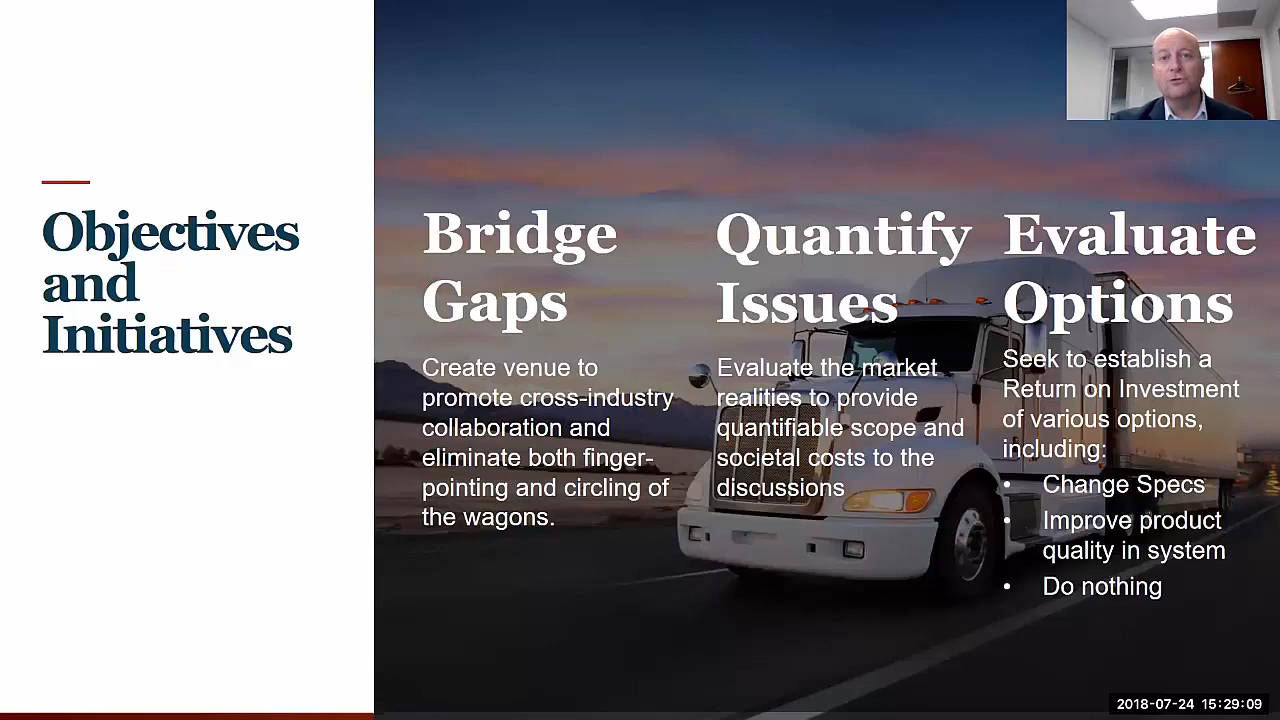 Objectives
and
Initiatives
Bridge
Gaps
Create venue to
promote cross-industry
collaboration and
eliminate both finger-
pointing and circling of
the wagons.
Quantify
Issues
Evaluate the market
realities to provide
quantifiable scope and
societal costs to the
discussions
Evaluate
Options
Seek to establish a
Return on Investment
of various options,
including:
• Change Specs
• Improve product
quality in system
• Do nothing
2018-07-24 15:29:09